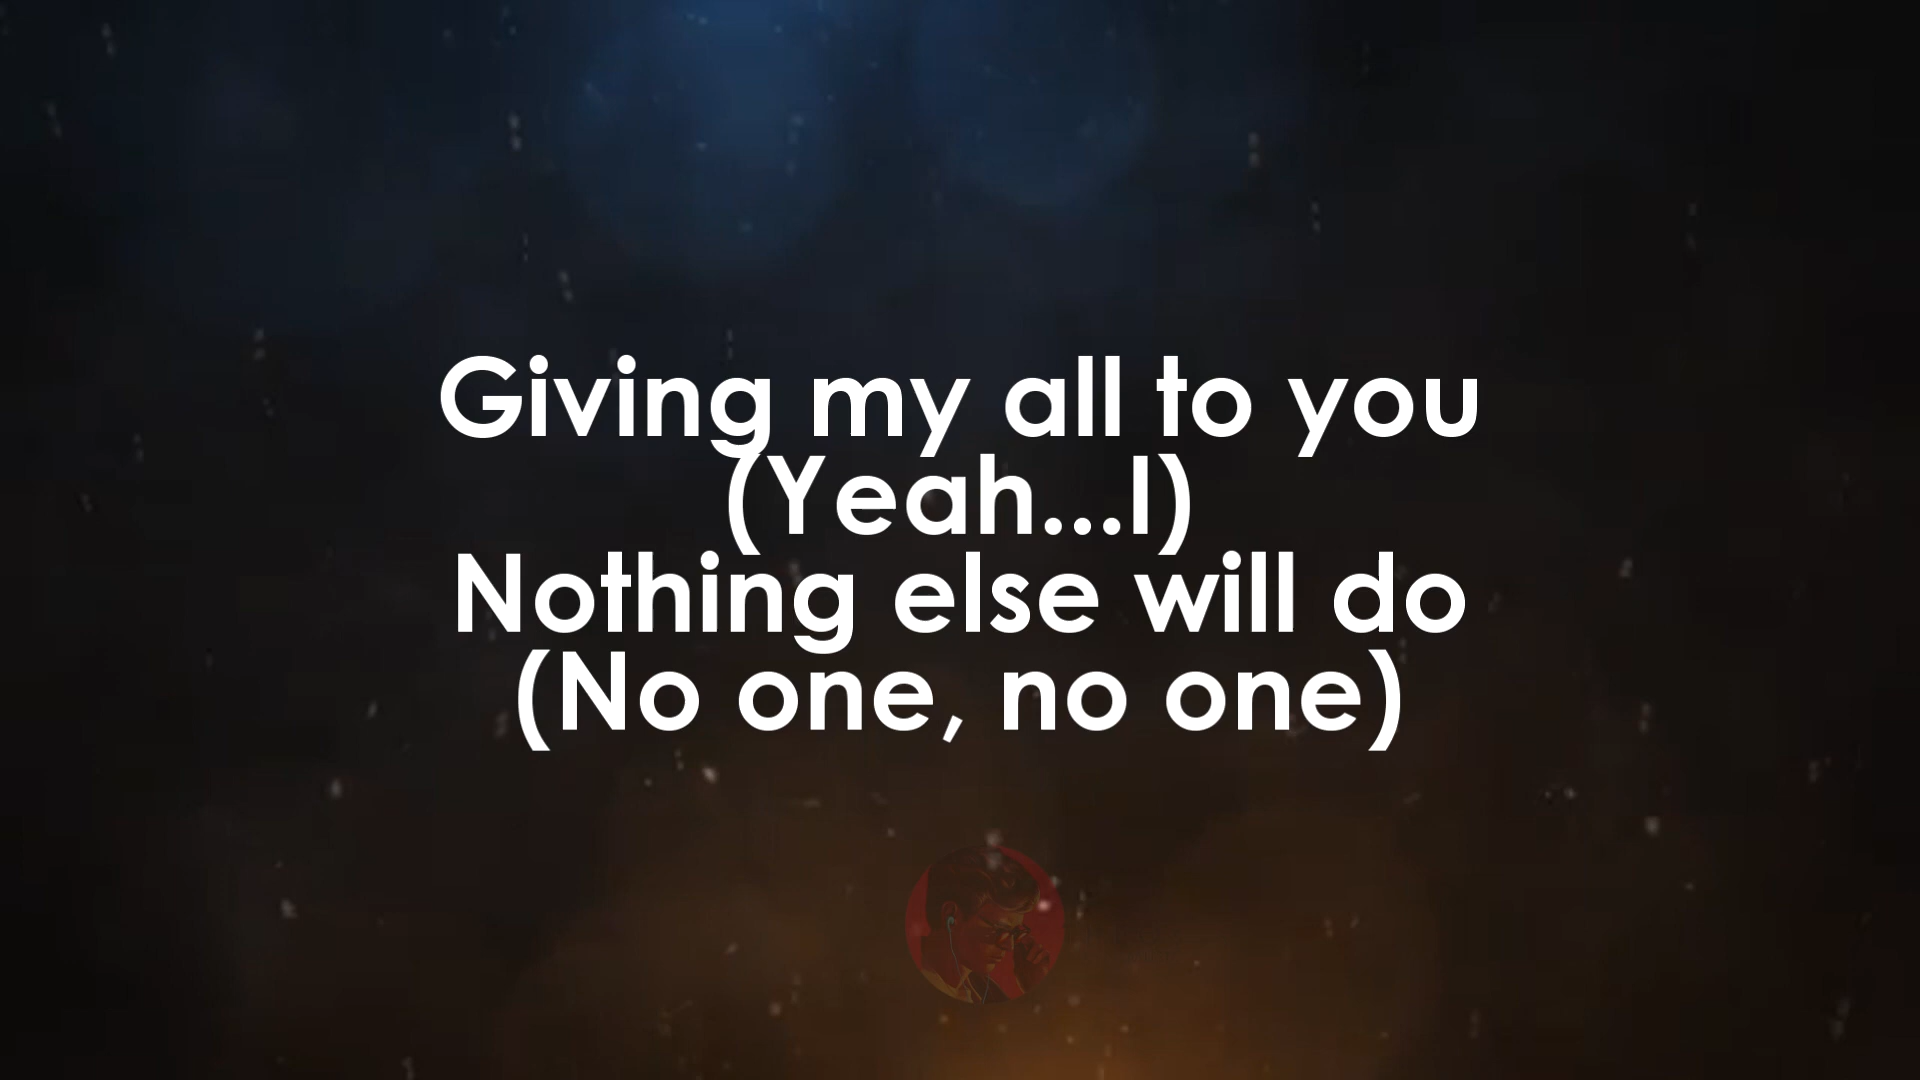 Giving my all to you
(Yeah...I)
Nothing else will do
(No one, no one)